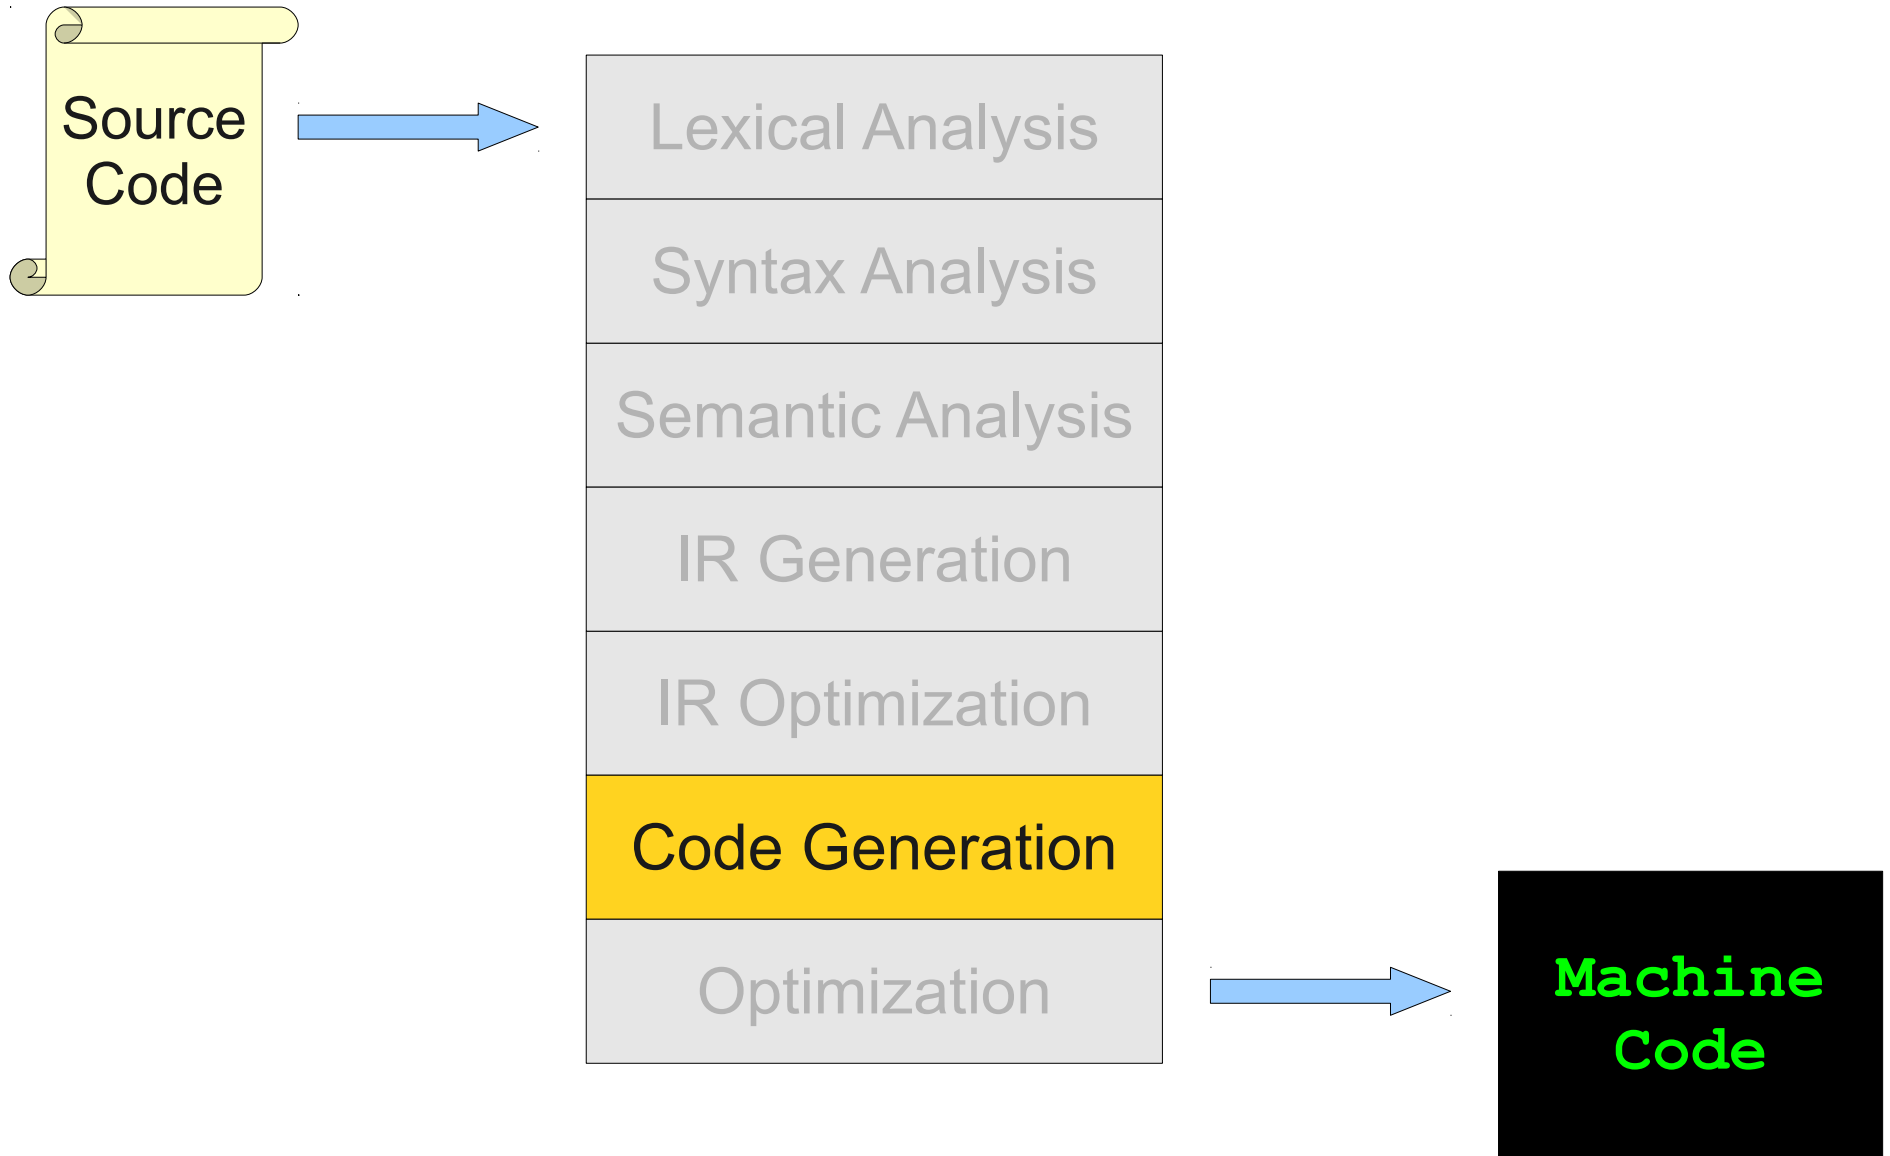 Source
Code
Lexical Analysis
Syntax Analysis
Semantic Analysis
IR Generation
IR Optimization
Code Generation
Optimization
Machine
Code